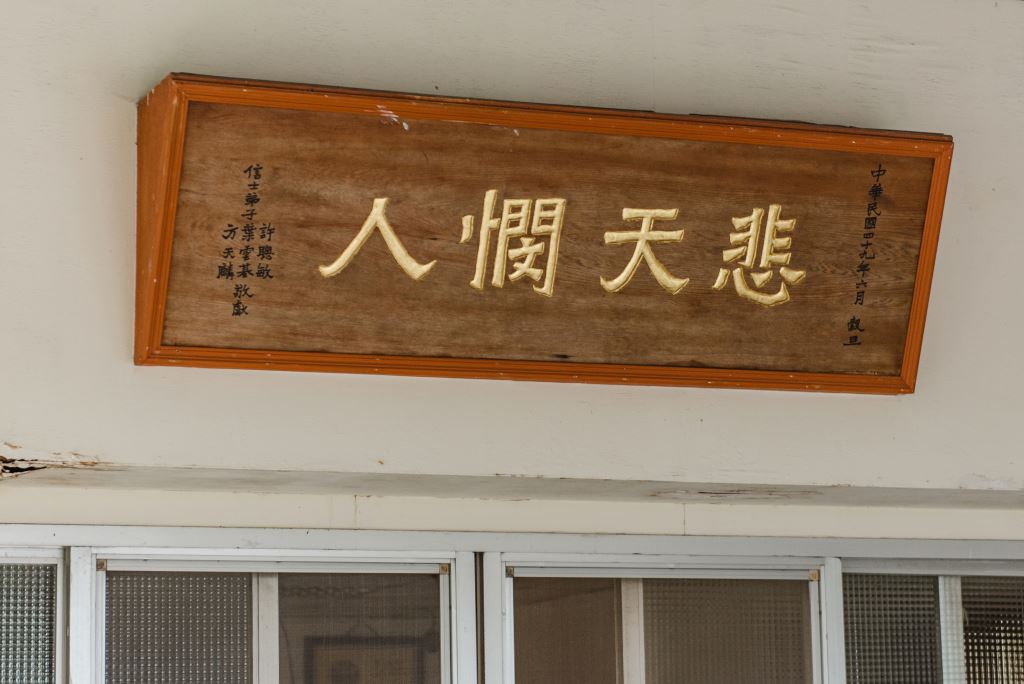 中華民國四十九年六月 穀旦
悲天憫人
信士弟子
許聰敏
葉雲基
方天麟
敬獻